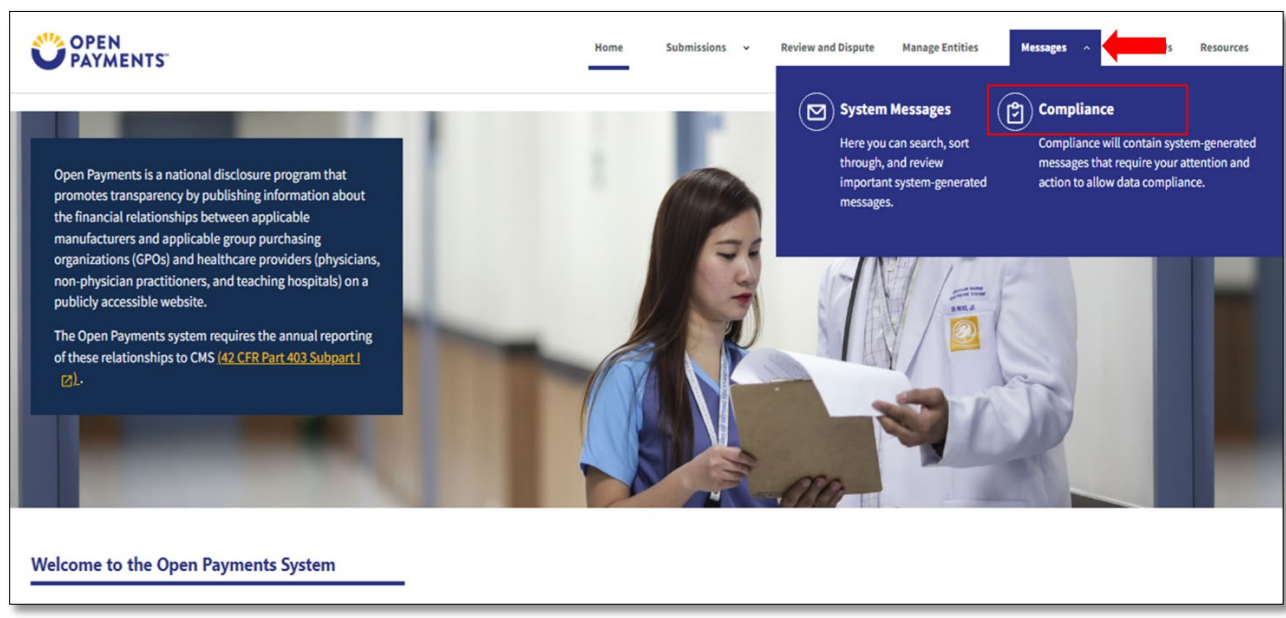 OPEN
PAYMENTS
Home Submissions Review and Dispute Manage Entities Messages Resources
System Messages
Here you can search, sort
through, and review
important system-generated
messages.
Compliance
Compliance will contain system-generated
messages that require your attention and
action to allow data compliance.
Open Payments is a national disclosure program that
promotes transparency by publishing information about
the financial relationships between applicable
manufacturers and applicable group purchasing
organizations (GPOs) and healthcare providers (physicians,
non-physician practitioners, and teaching hospitals) on a
publicly accessible website.
The Open Payments system requires the annual reporting
of these relationships to CMS (42 CFR Part 403 Subpart I
).
Welcome to the Open Payments System